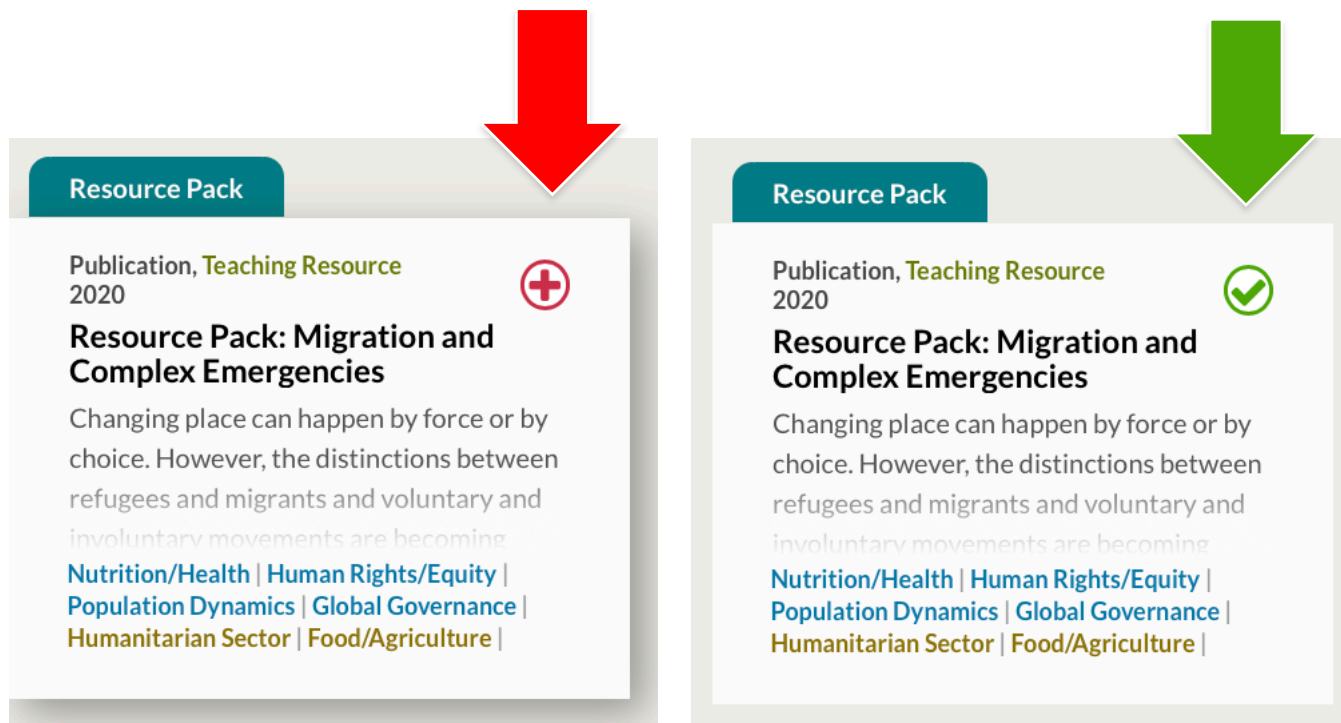 Resource Pack
Publication, Teaching Resource
2020
Resource Pack: Migration and
Complex Emergencies
Changing place can happen by force or by
choice. However, the distinctions between
refugees and migrants and voluntary and
involuntary movements are becoming
Nutrition/Health | Human Rights/Equity |
Population Dynamics | Global Governance |
Humanitarian Sector | Food/Agriculture |
Resource Pack
Publication, Teaching Resource
2020
Resource Pack: Migration and
Complex Emergencies
Changing place can happen by force or by
choice. However, the distinctions between
refugees and migrants and voluntary and
involuntary movements are becoming
Nutrition/Health | Human Rights/Equity |
Population Dynamics | Global Governance |
Humanitarian Sector | Food/Agriculture |